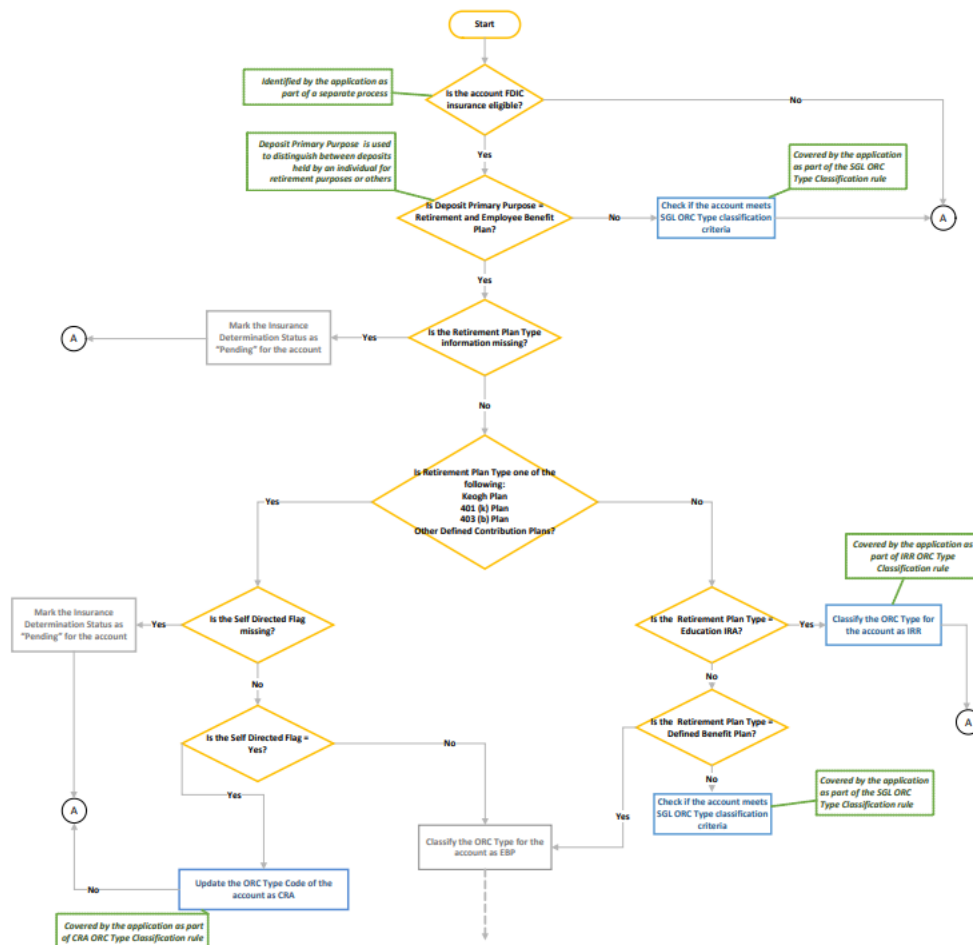 Start
Identified by the application as
part of a separate process
Is the account FDIC
insurance eligible?
No
Yes
Deposit Primary Purpose is used
to distinguish between deposits
held by an individual for
retirement purposes or others
Covered by the application
as part of the SGL ORC
Type Classification rule
Is Deposit Primary Purpose =
Retirement and Employee Benefit
Plan?
No
Check if the account meets
SGL ORC Type classification
criteria
A
Yes
A
Mark the Insurance
Determination Status as
"Pending" for the account
Yes
Is the Retirement Plan Type
information missing?
No
Is Retirement Plan Type one of the
following:
Keogh Plan
401 (k) Plan
403 (b) Plan
Other Defined Contribution Plans?
Yes
No
Covered by the application as
part of IRR ORC Type
Classification rule
Mark the Insurance
Determination Status as
"Pending" for the account
Yes
Is the Self Directed Flag
missing?
Is the Retirement Plan Type =
Education IRA?
Yes
Classify the ORC Type for
the account as IRR
No
No
A
Is the Self Directed Flag =
Yes?
No
Is the Retirement Plan Type =
Defined Benefit Plan?
No
Covered by the application
as part of the SGL ORC
Type Classification rule
Yes
A
Check if the account meets
SGL ORC Type classification
criteria
Yes
Classify the ORC Type for the
account as EBP
No
Update the ORC Type Code of the
account as CRA
Covered by the application as part
of CRA ORC Type Classification rule